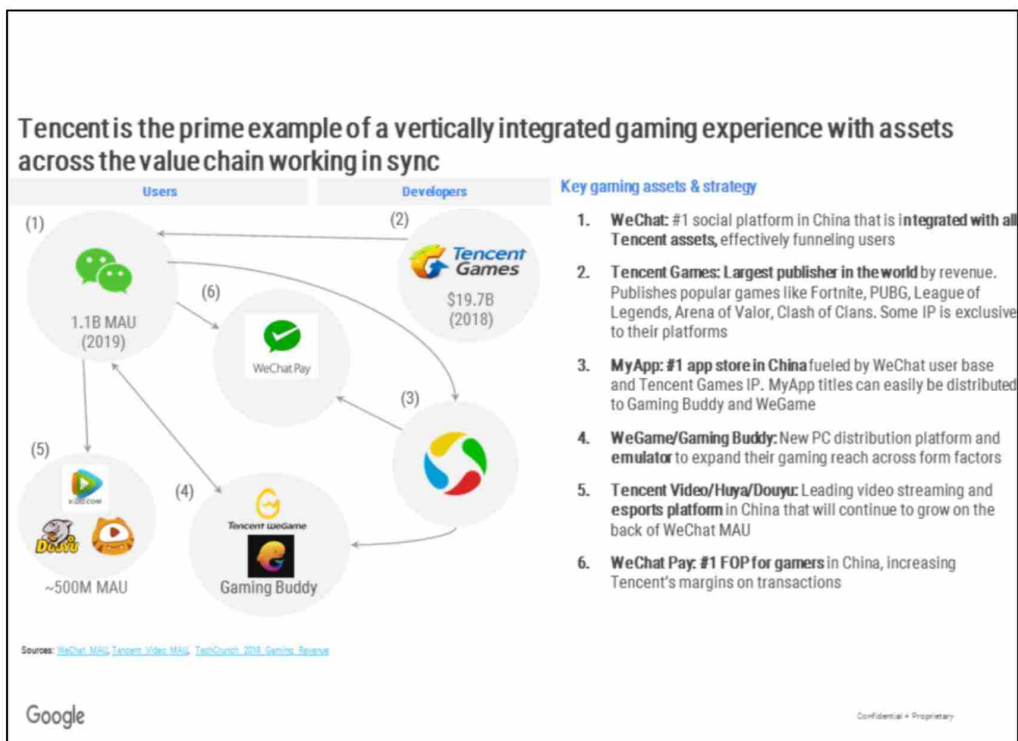 Tencent is the prime example of a vertically integrated gaming experience with assets
across the value chain working in sync
Users
Developers
(1)
1.1B MAU
(2019)
(2)
Tencent
Games
$19.7B
(2018)
(6)
WeChat Pay
(3)
(5)
V.QQ.COM
DOUYU
~500M MAU
(4)
Tencent WeGame
Gaming Buddy
Key gaming assets & strategy
1. WeChat: #1 social platform in China that is integrated with all
Tencent assets, effectively funneling users
2. Tencent Games: Largest publisher in the world by revenue.
Publishes popular games like Fortnite, PUBG, League of
Legends, Arena of Valor, Clash of Clans. Some IP is exclusive
to their platforms
3. MyApp: #1 app store in China fueled by WeChat user base
and Tencent Games IP. MyApp titles can easily be distributed
to Gaming Buddy and WeGame
4. WeGame/Gaming Buddy: New PC distribution platform and
emulator to expand their gaming reach across form factors
5. Tencent Video/Huya/Douyu: Leading video streaming and
esports platform in China that will continue to grow on the
back of WeChat MAU
6. WeChat Pay: #1 FOP for gamers in China, increasing
Tencent's margins on transactions
Sources: WeChat MAU, Tencent Video MAU, TechCrunch 2018 Gaming Revenue
Google
Confidential + Proprietary